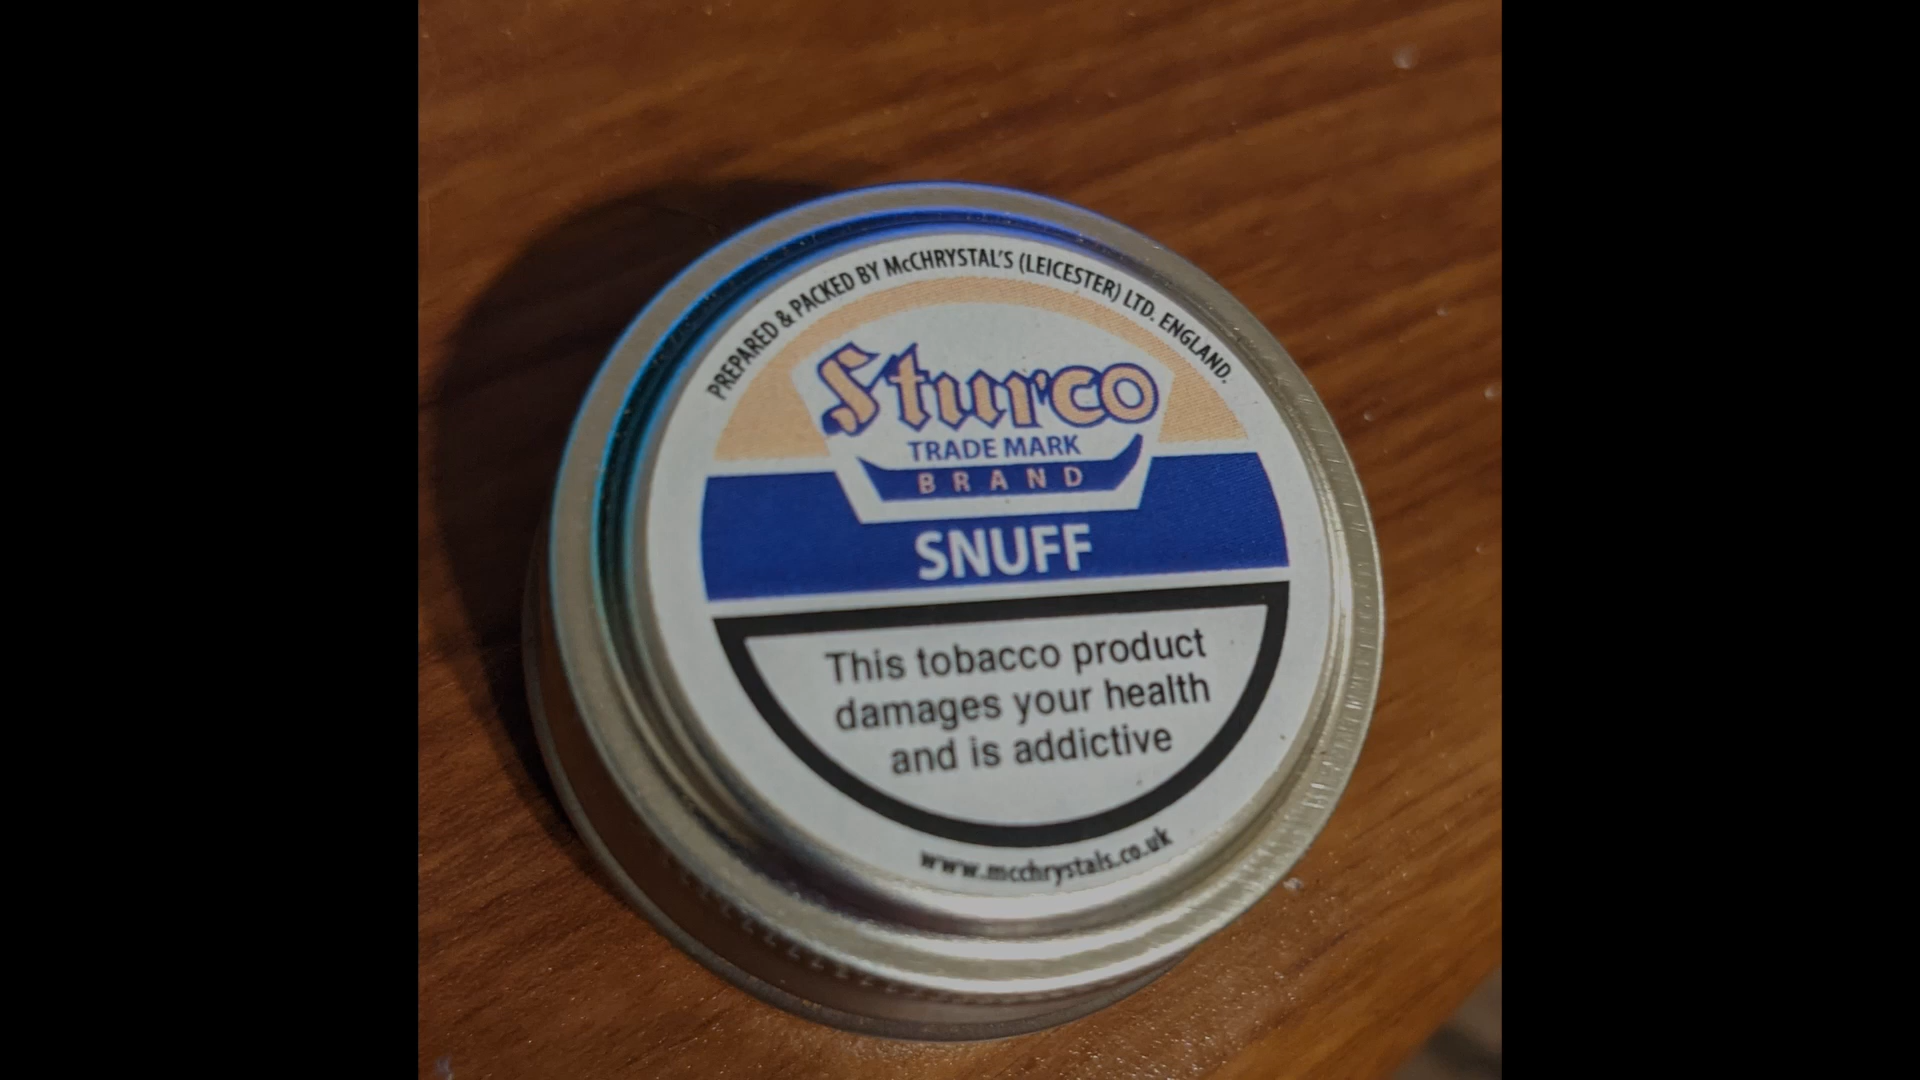 PREPARED & PACKED BY McCHRYSTAL'S (LEICESTER) LTD. ENGLAND.
Sturco
TRADE MARK
BRAND
SNUFF
This tobacco product
damages your health
and is addictive
www.mcchrystals.co.uk